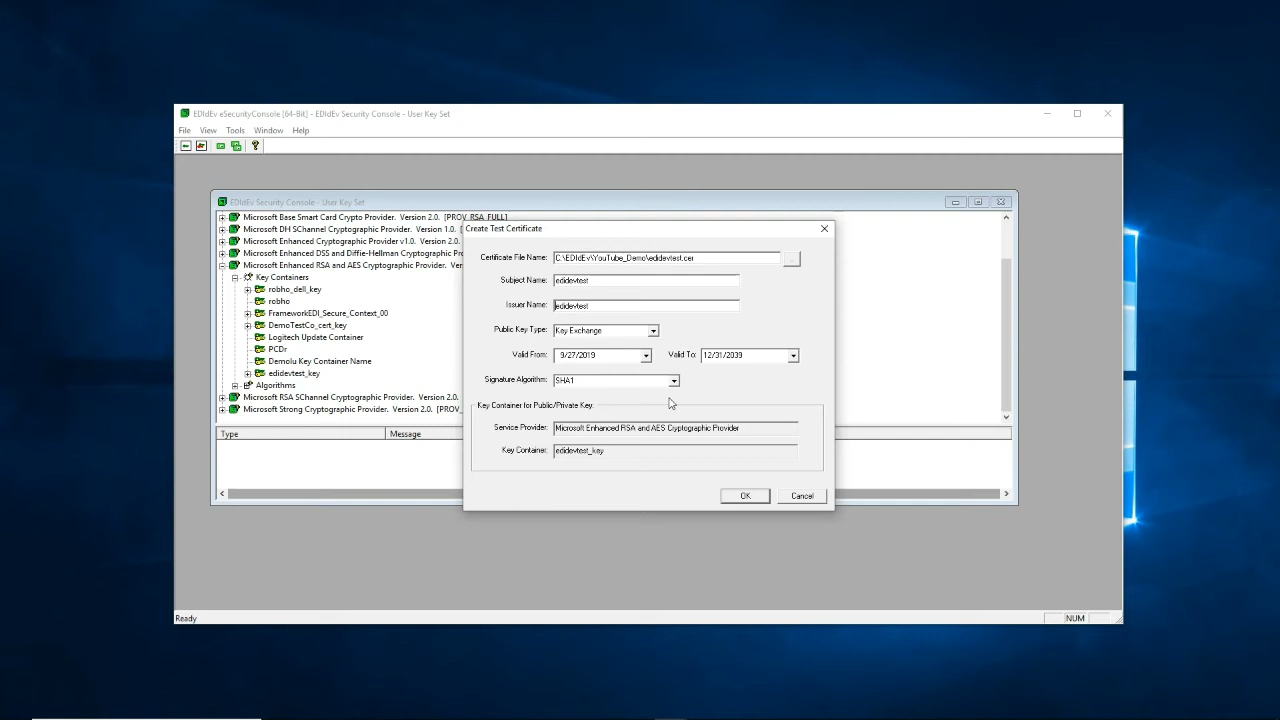 EDIdEv eSecurityConsole [64-Bit] - EDIdEv Security Console - User Key Set
File View Tools Window Help
EDIdEv Security Console - User Key Set
Microsoft Base Smart Card Crypto Provider. Version 2.0. [PROV_RSA_FULL]
Microsoft DH SChannel Cryptographic Provider. Version 1.0.
Microsoft Enhanced Cryptographic Provider v1.0. Version 2.0.
Microsoft Enhanced DSS and Diffie-Hellman Cryptographic Pr
Microsoft Enhanced RSA and AES Cryptographic Provider. Ver
Key Containers
robho_dell_key
robho
FrameworkEDI_Secure_Context_00
DemoTestCo_cert_key
Logitech Update Container
PCDr
Demolu Key Container Name
edidevtest_key
Algorithms
Microsoft RSA SChannel Cryptographic Provider. Version 2.0.
Microsoft Strong Cryptographic Provider. Version 2.0. [PROV_
Type Message
Create Test Certificate
Certificate File Name: C:\EDIdEv\YouTube_Demo\eddevtest.cer ...
Subject Name: edidevtest
Issuer Name: edidevtest
Public Key Type: Key Exchange
Valid From: 9/27/2019 Valid To: 12/31/2039
Signature Algorithm: SHA1
Key Container for Public/Private Key:
Service Provider: Microsoft Enhanced RSA and AES Cryptographic Provider
Key Container: edidevtest_key
OK Cancel
Ready NUM